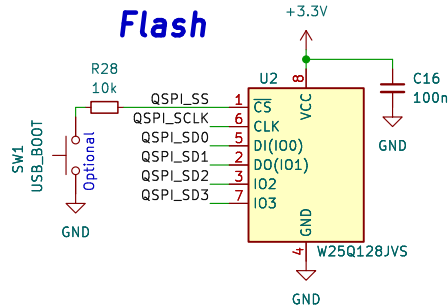 Flash
+3.3V
R28
10k
U2
8
VCC
C16
100n
GND
QSPI_SS
1
CS
QSPI_SCLK
6
CLK
QSPI_SD0
5
DI(IO0)
QSPI_SD1
2
DO(IO1)
QSPI_SD2
3
IO2
QSPI_SD3
7
IO3
SW1
USB_BOOT
Optional
GND
GND
4
W25Q128JVS
GND